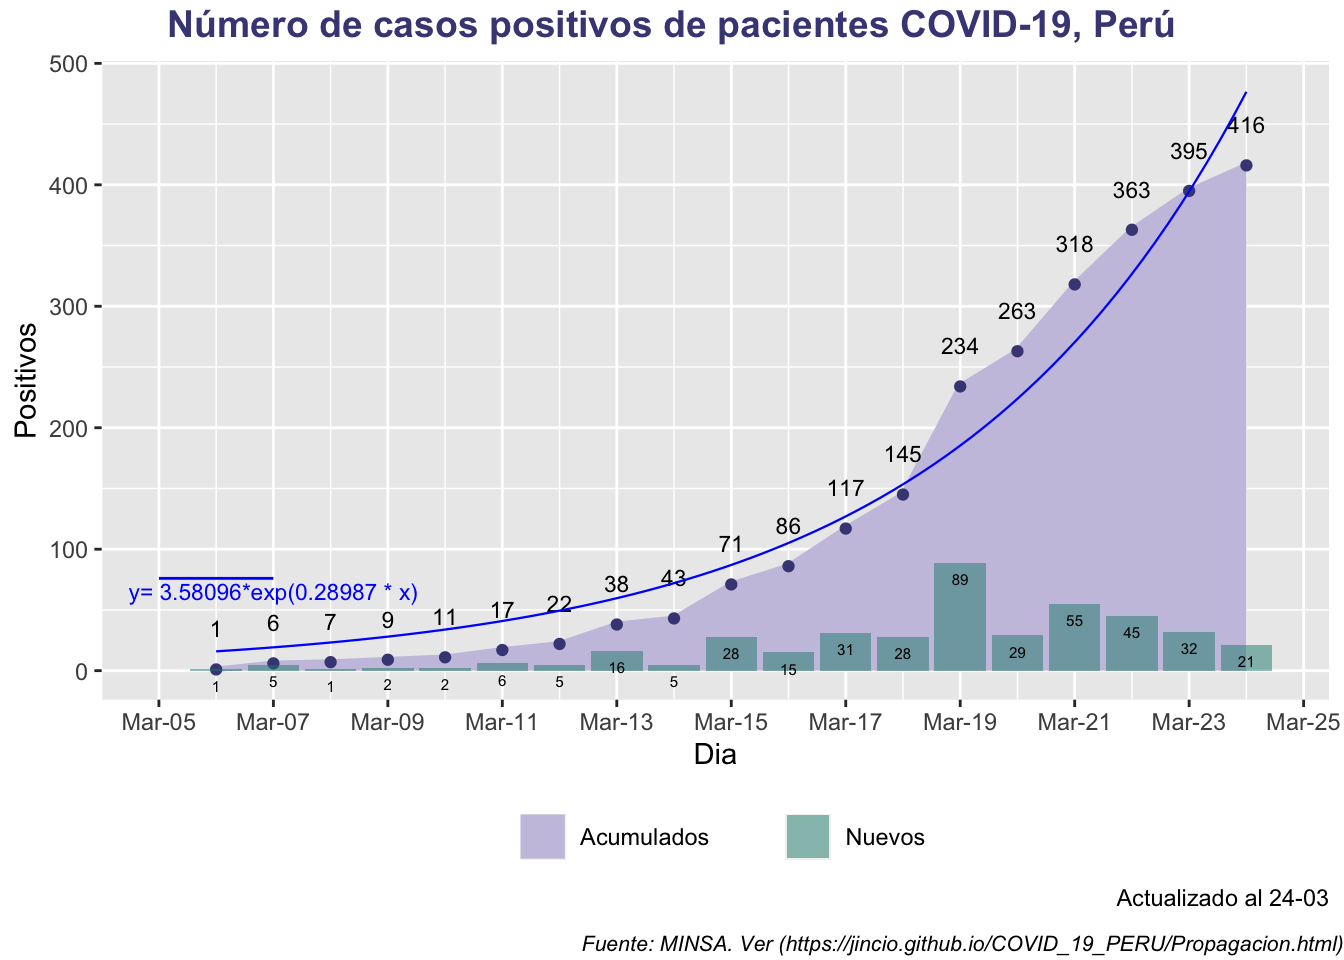 Número de casos positivos de pacientes COVID-19, Perú
500
400
300
200
100
0
Positivos
y= 3.58096*exp(0.28987 * x)
1 6 7 9 11 17 22 38 43 71 86 117 145 234 263 318 363 395 416
1 5 1 2 2 6 5 16 5 28 15 31 28 89 29 55 45 32 21
Mar-05 Mar-07 Mar-09 Mar-11 Mar-13 Mar-15 Mar-17 Mar-19 Mar-21 Mar-23 Mar-25
Dia
Acumulados Nuevos
Actualizado al 24-03
Fuente: MINSA. Ver (https://jincio.github.io/COVID_19_PERU/Propagacion.html)